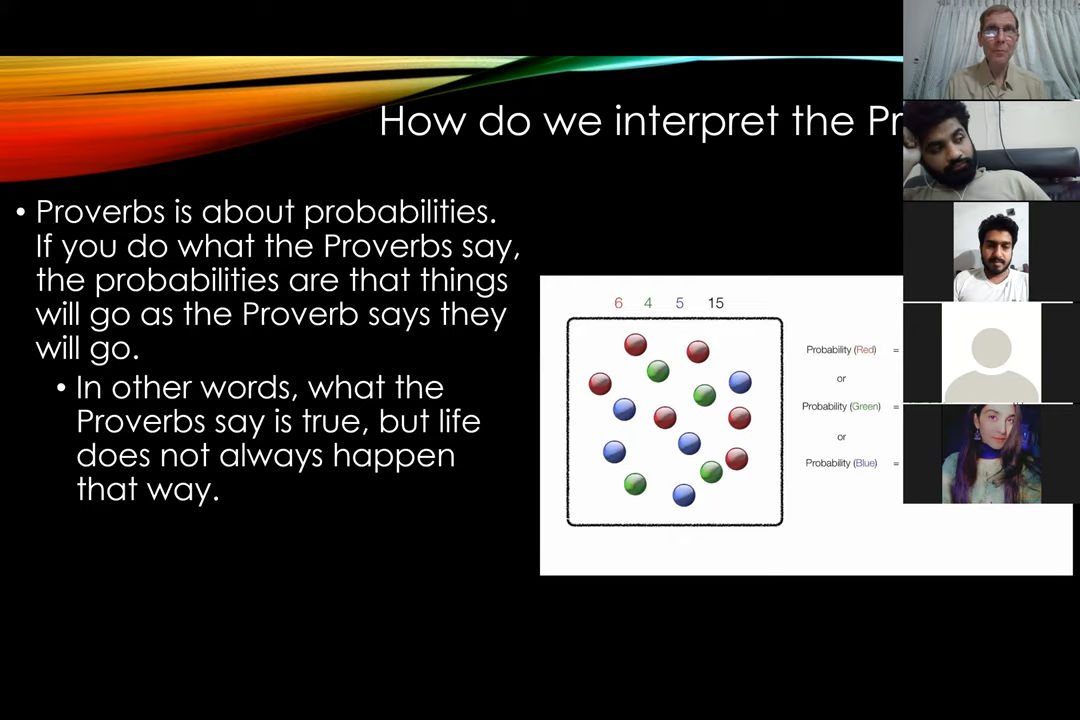 How do we interpret the Pr
• Proverbs is about probabilities.
If you do what the Proverbs say,
the probabilities are that things
will go as the Proverb says they
will go.
• In other words, what the
Proverbs say is true, but life
does not always happen
that way.
6 4 5 15
Probability (Red) =
or
Probability (Green) =
or
Probability (Blue) =